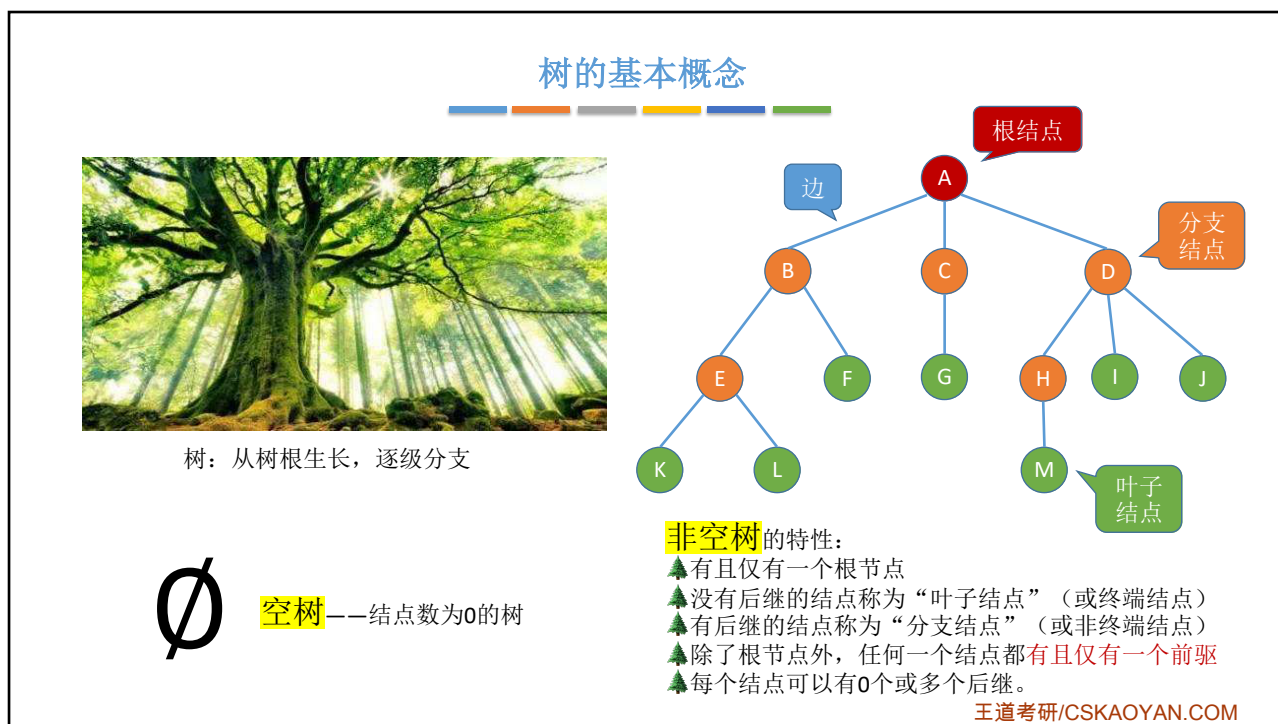 树的基本概念
根结点
A
边
分支
结点
B
C
D
E
F
G
H
I
J
树：从树根生长，逐级分支
K
L
M
叶子
结点
非空树的特性：
有且仅有一个根节点
Ø
空树——结点数为0的树
没有后继的结点称为“叶子结点”（或终端结点）
有后继的结点称为“分支结点”（或非终端结点）
除了根节点外，任何一个结点都有且仅有一个前驱
每个结点可以有0个或多个后继。
王道考研/CSKAOYAN.COM